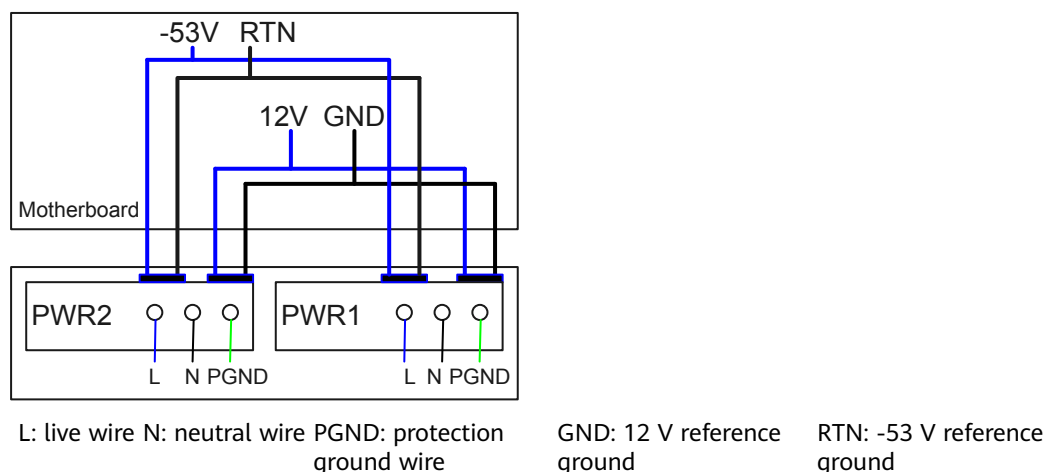 -53V RTN
12V GND
Motherboard
PWR2
PWR1
L N PGND
L N PGND
L: live wire N: neutral wire PGND: protection ground wire
GND: 12 V reference ground
RTN: -53 V reference ground